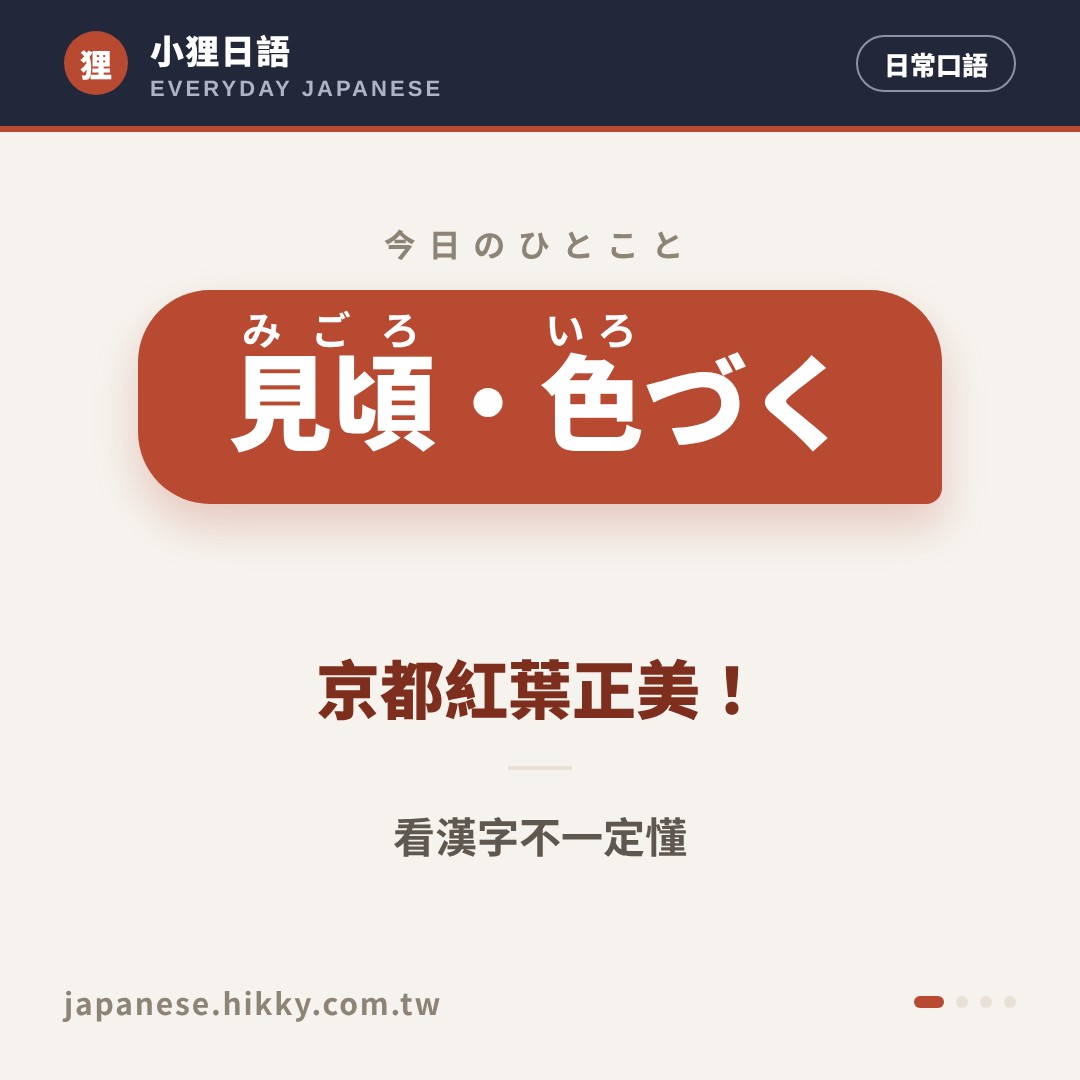 狸
小狸日語
EVERYDAY JAPANESE
日常口語
今日のひとこと
みごろ いろ
見頃・色づく
京都紅葉正美！
看漢字不一定懂
japanese.hikky.com.tw